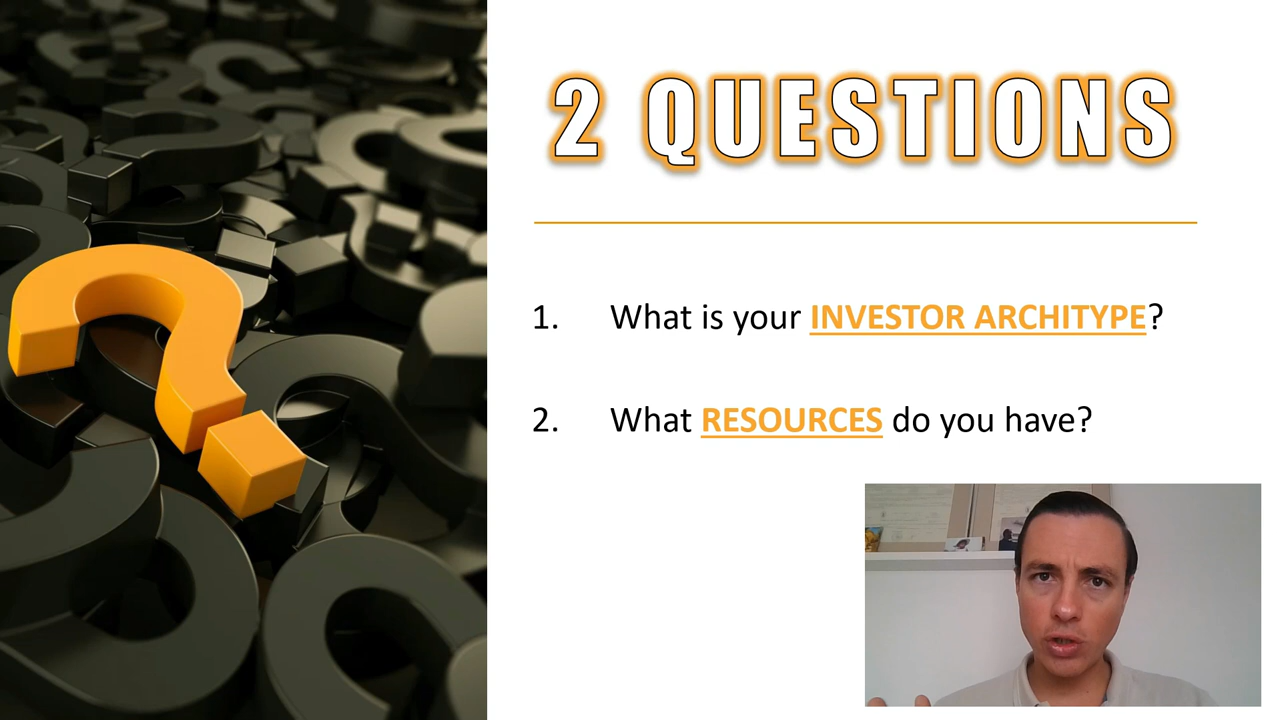 2 QUESTIONS
1. What is your INVESTOR ARCHITYPE?
2. What RESOURCES do you have?